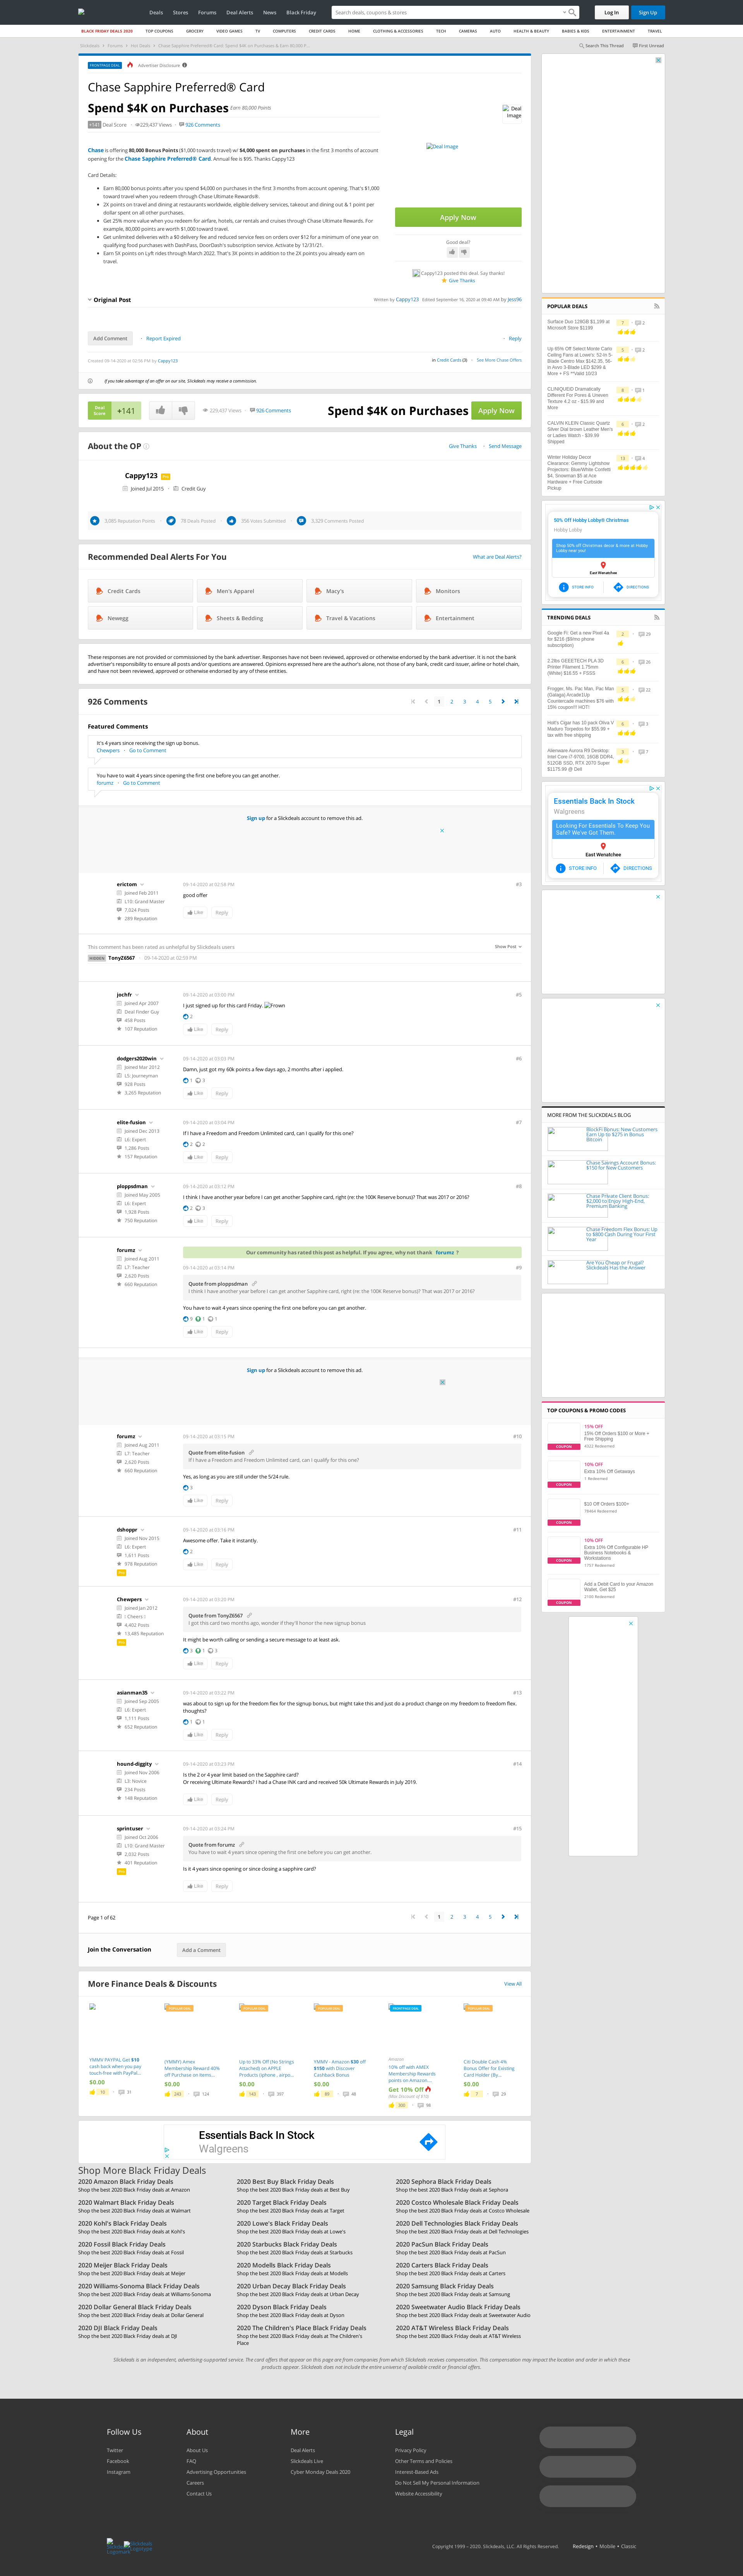 Deals Stores Forums Deal Alerts News Black Friday
Search deals, coupons & stores
Log In Sign Up
BLACK FRIDAY DEALS 2020 TOP COUPONS GROCERY VIDEO GAMES TV COMPUTERS CREDIT CARDS HOME CLOTHING & ACCESSORIES TECH CAMERAS AUTO HEALTH & BEAUTY BABIES & KIDS ENTERTAINMENT TRAVEL
Slickdeals Forums Hot Deals Chase Sapphire Preferred® Card: Spend $4K on Purchases & Earn 80,000 P...
Search This Thread First Unread
FRONTPAGE DEAL Advertiser Disclosure
Chase Sapphire Preferred® Card
Spend $4K on Purchases Earn 80,000 Points
+141 Deal Score 229,437 Views 926 Comments
Chase is offering 80,000 Bonus Points ($1,000 towards travel) w/ $4,000 spent on purchases in the first 3 months of account
opening for the Chase Sapphire Preferred® Card. Annual fee is $95. Thanks Cappy123
Card Details:
Earn 80,000 bonus points after you spend $4,000 on purchases in the first 3 months from account opening. That's $1,000
toward travel when you redeem through Chase Ultimate Rewards®.
2X points on travel and dining at restaurants worldwide, eligible delivery services, takeout and dining out & 1 point per
dollar spent on all other purchases.
Get 25% more value when you redeem for airfare, hotels, car rentals and cruises through Chase Ultimate Rewards. For
example, 80,000 points are worth $1,000 toward travel.
Get unlimited deliveries with a $0 delivery fee and reduced service fees on orders over $12 for a minimum of one year on
qualifying food purchases with DashPass, DoorDash's subscription service. Activate by 12/31/21.
Earn 5X points on Lyft rides through March 2022. That's 3X points in addition to the 2X points you already earn on
travel.
Deal Image
Deal Image
Apply Now
Good deal?
Cappy123 posted this deal. Say thanks!
Give Thanks
Original Post
Written by Cappy123 Edited September 16, 2020 at 09:40 AM by Jess96
Add Comment Report Expired Reply
Created 09-14-2020 at 02:56 PM by Cappy123
in Credit Cards (3) See More Chase Offers
If you take advantage of an offer on our site, Slickdeals may receive a commission.
Deal Score +141
229,437 Views 926 Comments
Spend $4K on Purchases Apply Now
About the OP
Give Thanks Send Message
Cappy123 Pro
Joined Jul 2015 Credit Guy
3,085 Reputation Points 78 Deals Posted 356 Votes Submitted 3,329 Comments Posted
Recommended Deal Alerts For You
What are Deal Alerts?
Credit Cards Men's Apparel Macy's Monitors
Newegg Sheets & Bedding Travel & Vacations Entertainment
These responses are not provided or commissioned by the bank advertiser. Responses have not been reviewed, approved or otherwise endorsed by the bank advertiser. It is not the bank
advertiser's responsibility to ensure all posts and/or questions are answered. Opinions expressed here are the author's alone, not those of any bank, credit card issuer, airlines or hotel chain,
and have not been reviewed, approved or otherwise endorsed by any of these entities.
926 Comments
1 2 3 4 5
Featured Comments
It's 4 years since receiving the sign up bonus.
Chewpers Go to Comment
You have to wait 4 years since opening the first one before you can get another.
forumz Go to Comment
Sign up for a Slickdeals account to remove this ad.
erictom
Joined Feb 2011
L10: Grand Master
7,024 Posts
289 Reputation
09-14-2020 at 02:58 PM #3
good offer
Like Reply
This comment has been rated as unhelpful by Slickdeals users Show Post
HIDDEN TonyZ6567 09-14-2020 at 02:59 PM
jochfr
Joined Apr 2007
Deal Finder Guy
458 Posts
107 Reputation
09-14-2020 at 03:00 PM #5
I just signed up for this card Friday. Frown
2
Like Reply
dodgers2020win
Joined Mar 2012
L5: Journeyman
928 Posts
3,265 Reputation
09-14-2020 at 03:03 PM #6
Damn, just got my 60k points a few days ago, 2 months after i applied.
1 3
Like Reply
elite-fusion
Joined Dec 2013
L6: Expert
1,286 Posts
157 Reputation
09-14-2020 at 03:04 PM #7
If I have a Freedom and Freedom Unlimited card, can I qualify for this one?
2 2
Like Reply
ploppsdman
Joined May 2005
L6: Expert
1,928 Posts
750 Reputation
09-14-2020 at 03:12 PM #8
I think I have another year before I can get another Sapphire card, right (re: the 100K Reserve bonus)? That was 2017 or 2016?
2 3
Like Reply
forumz
Joined Aug 2011
L7: Teacher
2,620 Posts
660 Reputation
Our community has rated this post as helpful. If you agree, why not thank forumz ?
09-14-2020 at 03:14 PM #9
Quote from ploppsdman
I think I have another year before I can get another Sapphire card, right (re: the 100K Reserve bonus)? That was 2017 or 2016?
You have to wait 4 years since opening the first one before you can get another.
9 1 1
Like Reply
Sign up for a Slickdeals account to remove this ad.
forumz
Joined Aug 2011
L7: Teacher
2,620 Posts
660 Reputation
09-14-2020 at 03:15 PM #10
Quote from elite-fusion
If I have a Freedom and Freedom Unlimited card, can I qualify for this one?
Yes, as long as you are still under the 5/24 rule.
3
Like Reply
dshoppr
Joined Nov 2015
L6: Expert
1,611 Posts
978 Reputation
Pro
09-14-2020 at 03:18 PM #11
Awesome offer. Take it instantly.
2
Like Reply
Chewpers
Joined Jan 2012
! Cheers !
4,402 Posts
13,485 Reputation
Pro
09-14-2020 at 03:20 PM #12
Quote from TonyZ6567
I got this card two months ago, wonder if they'll honor the new signup bonus
It might be worth calling or sending a secure message to at least ask.
3 1 3
Like Reply
asianman35
Joined Sep 2005
L6: Expert
1,111 Posts
652 Reputation
09-14-2020 at 03:22 PM #13
was about to sign up for the freedom flex for the signup bonus, but might take this and just do a product change on my freedom to freedom flex.
thoughts?
1 1
Like Reply
hound-diggity
Joined Nov 2006
L3: Novice
234 Posts
148 Reputation
09-14-2020 at 03:23 PM #14
Is the 2 or 4 year limit based on the Sapphire card?
Or receiving Ultimate Rewards? I had a Chase INK card and received 50k Ultimate Rewards in July 2019.
Like Reply
sprintuser
Joined Oct 2006
L10: Grand Master
2,032 Posts
401 Reputation
Pro
09-14-2020 at 03:24 PM #15
Quote from forumz
You have to wait 4 years since opening the first one before you can get another.
Is it 4 years since opening or since closing a sapphire card?
Like Reply
Page 1 of 62
1 2 3 4 5
Join the Conversation Add a Comment
More Finance Deals & Discounts View All
YMMV PAYPAL Get $10 cash back when you pay touch-free with PayPal...
$0.00
10 31
(YMMV) Amex Membership Reward 40% off Purchase on Items...
$0.00
243 124
Up to 33% Off (No Strings Attached) on APPLE Products (iphone , airpo...
$0.00
143 397
YMMV - Amazon $30 off $150 with Discover Cashback Bonus
$0.00
89 48
FRONTPAGE DEAL
Amazon
10% off with AMEX Membership Rewards points on Amazon...
Get 10% Off
Citi Double Cash 4% Bonus Offer for Existing Card Holder (By...
$0.00
7 29
Essentials Back In Stock
Walgreens
Shop More Black Friday Deals
2020 Amazon Black Friday Deals
Shop the best 2020 Black Friday deals at Amazon
2020 Best Buy Black Friday Deals
Shop the best 2020 Black Friday deals at Best Buy
2020 Sephora Black Friday Deals
Shop the best 2020 Black Friday deals at Sephora
2020 Walmart Black Friday Deals
Shop the best 2020 Black Friday deals at Walmart
2020 Target Black Friday Deals
Shop the best 2020 Black Friday deals at Target
2020 Costco Wholesale Black Friday Deals
Shop the best 2020 Black Friday deals at Costco Wholesale
2020 Kohl's Black Friday Deals
Shop the best 2020 Black Friday deals at Kohl's
2020 Lowe's Black Friday Deals
Shop the best 2020 Black Friday deals at Lowe's
2020 Dell Technologies Black Friday Deals
Shop the best 2020 Black Friday deals at Dell Technologies
2020 Fossil Black Friday Deals
Shop the best 2020 Black Friday deals at Fossil
2020 Starbucks Black Friday Deals
Shop the best 2020 Black Friday deals at Starbucks
2020 PacSun Black Friday Deals
Shop the best 2020 Black Friday deals at PacSun
2020 Meijer Black Friday Deals
Shop the best 2020 Black Friday deals at Meijer
2020 Modells Black Friday Deals
Shop the best 2020 Black Friday deals at Modells
2020 Carters Black Friday Deals
Shop the best 2020 Black Friday deals at Carters
2020 Williams-Sonoma Black Friday Deals
Shop the best 2020 Black Friday deals at Williams-Sonoma
2020 Urban Decay Black Friday Deals
Shop the best 2020 Black Friday deals at Urban Decay
2020 Samsung Black Friday Deals
Shop the best 2020 Black Friday deals at Samsung
2020 Dollar General Black Friday Deals
Shop the best 2020 Black Friday deals at Dollar General
2020 Dyson Black Friday Deals
Shop the best 2020 Black Friday deals at Dyson
2020 Sweetwater Audio Black Friday Deals
Shop the best 2020 Black Friday deals at Sweetwater Audio
2020 DJI Black Friday Deals
Shop the best 2020 Black Friday deals at DJI
2020 The Children's Place Black Friday Deals
Shop the best 2020 Black Friday deals at The Children's
Place
2020 AT&T Wireless Black Friday Deals
Shop the best 2020 Black Friday deals at AT&T Wireless
Slickdeals is an independent, advertising-supported service. The card offers that appear on this page are from companies from which Slickdeals receives compensation. This compensation may impact the location and order in which these
products appear. Slickdeals does not include the entire universe of available credit or financial offers.
POPULAR DEALS
Surface Duo 128GB $1,199 at Microsoft Store $1199
Up 65% Off Select Monte Carlo Ceiling Fans at Lowe's: 52-in 5-Blade Centro Max $142.35, 56-in Avvo 3-Blade LED $299 & More + FS **Valid 10/23
CLINIQUE/D Dramatically Different For Pores & Uneven Texture 4.2 oz - $15.99 and More
CALVIN KLEIN Classic Quartz Silver Dial brown Leather Men's or Ladies Watch - $39.99 Shipped
Winter Holiday Decor Clearance: Gemmy Lightshow Projectors: Blue/White Confetti $4, Snowman $5 at Ace Hardware + Free Curbside Pickup
50% Off Hobby Lobby® Christmas
Hobby Lobby
Shop 50% off Christmas decor & more at Hobby Lobby near you!
East Wenatchee
STORE INFO DIRECTIONS
TRENDING DEALS
Google Fi: Get a new Pixel 4a for $216 ($9/mo phone subscription)
2 2lbs GEEETECH PLA 3D Printer Filament 1.75mm (White) $16.55 + FSSS
Frogger, Ms. Pac Man, Pac Man (Galaga) Arcade1Up Countercade machines $76 with 15% coupon!!! HOT!
Holt's Cigar has 10 pack Olive V Maduro Torpedos for $55.99 + tax with free shipping
Alienware Aurora R9 Desktop: Intel Core i7-9700, 16GB DDR4, 512GB SSD, RTX 2070 Super $1175.99 @ Dell
Essentials Back In Stock
Walgreens
Looking For Essentials To Keep You Safe? We've Got Them.
East Wenatchee
STORE INFO DIRECTIONS
MORE FROM THE SLICKDEALS BLOG
BlockFi Bonus: New Customers Earn Up to $275 in Bonus Bitcoin
Chase Savings Account Bonus: $150 for New Customers
Chase Private Client Bonus: $2,000 to Enjoy High-End, Premium Banking
Chase Freedom Flex Bonus: Up to $800 Cash During Your First Year
Are You Cheap or Frugal? Slickdeals Has the Answer
TOP COUPONS & PROMO CODES
15% OFF
15% Off Orders $100 or More + Free Shipping
4322 Redeemed
COUPON
10% OFF
Extra 10% Off Getaways
1 Redeemed
COUPON
$10 Off Orders $100+
COUPON
10% OFF
Extra 10% Off Configurable HP Business Notebooks & Workstations
1757 Redeemed
COUPON
Add a Debit Card to your Amazon Wallet, Get $25
2100 Redeemed
COUPON
Follow Us About More Legal
Twitter
Facebook
Instagram
About Us
FAQ
Advertising Opportunities
Careers
Contact Us
Deal Alerts
Slickdeals Live
Cyber Monday Deals 2020
Privacy Policy
Other Terms and Policies
Interest-Based Ads
Do Not Sell My Personal Information
Website Accessibility
Copyright 1999 - 2020. Slickdeals, LLC. All Rights Reserved. Redesign • Mobile • Classic